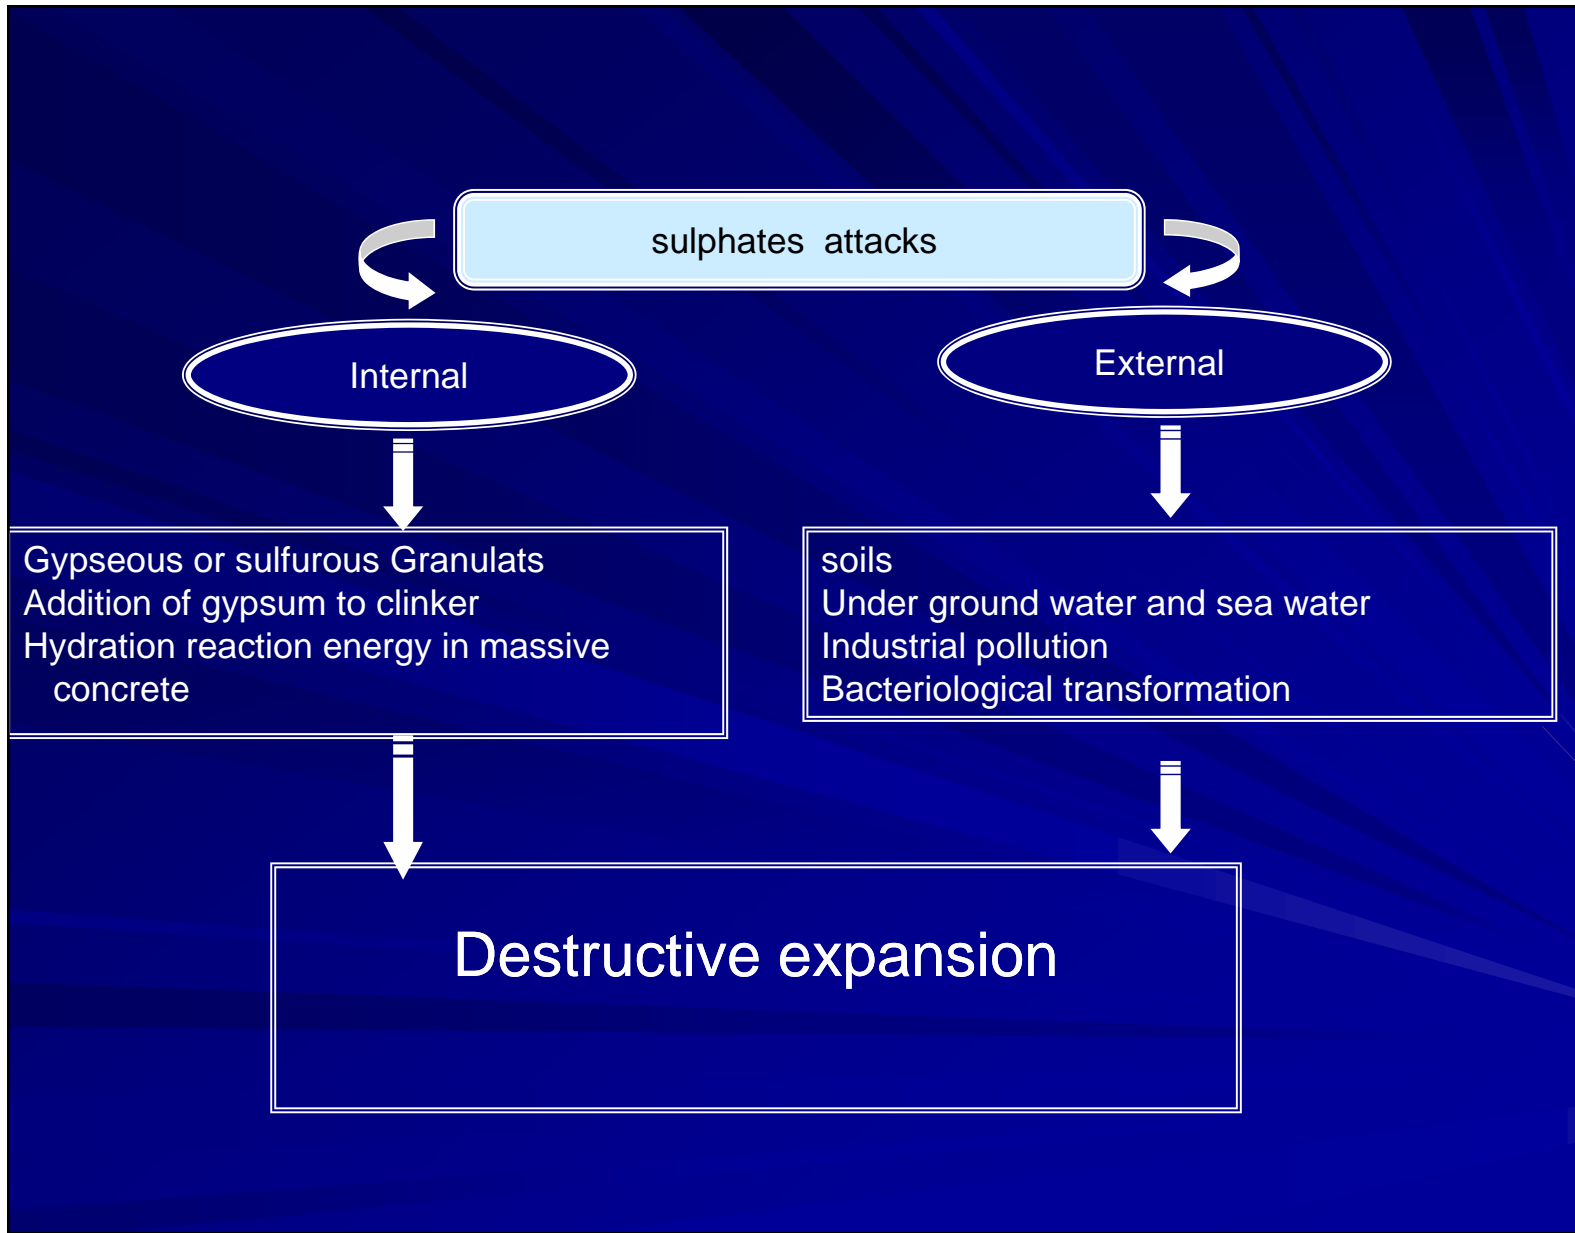 sulphates attacks
Internal
External
Gypseous or sulfurous Granulats
Addition of gypsum to clinker
Hydration reaction energy in massive
concrete
soils
Under ground water and sea water
Industrial pollution
Bacteriological transformation
Destructive expansion